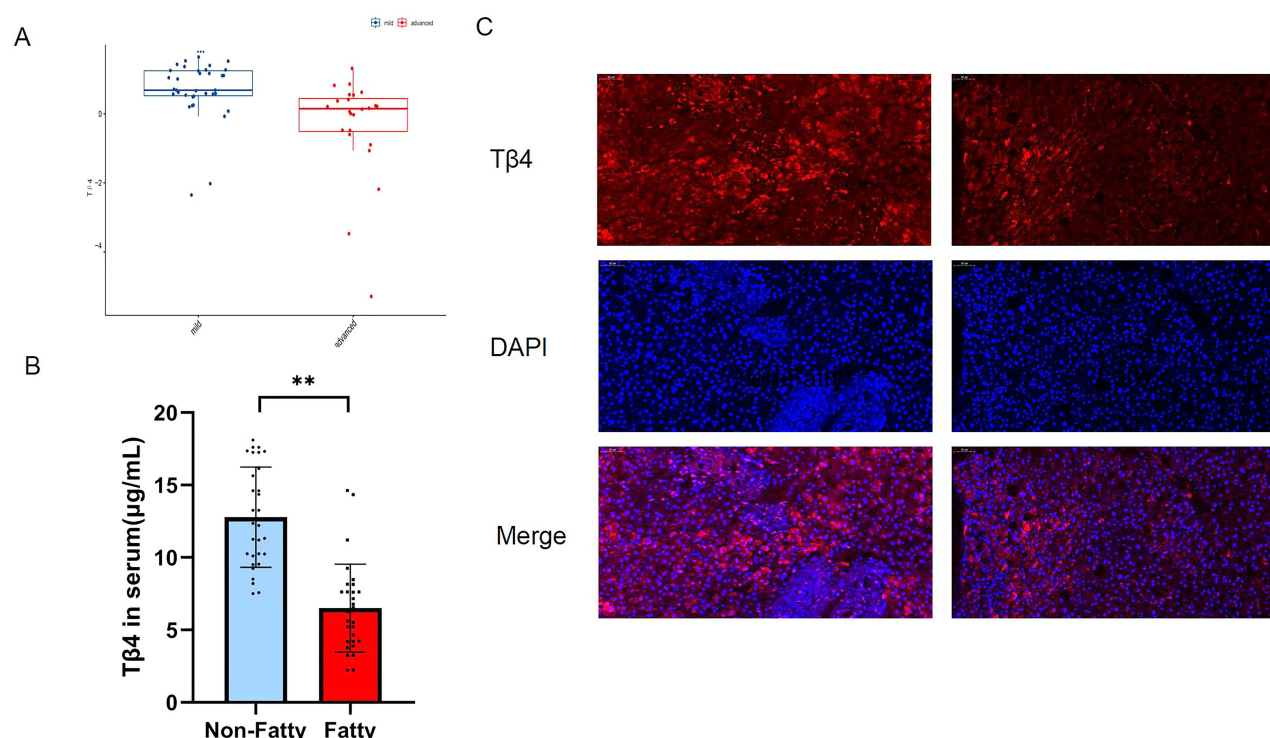 A
mild advanced
***
0
−2
−4
Tβ4
mild
advanced
B
**
20
15
10
5
0
Tβ4 in serum(μg/mL)
Non-Fatty Fatty
C
Tβ4
DAPI
Merge